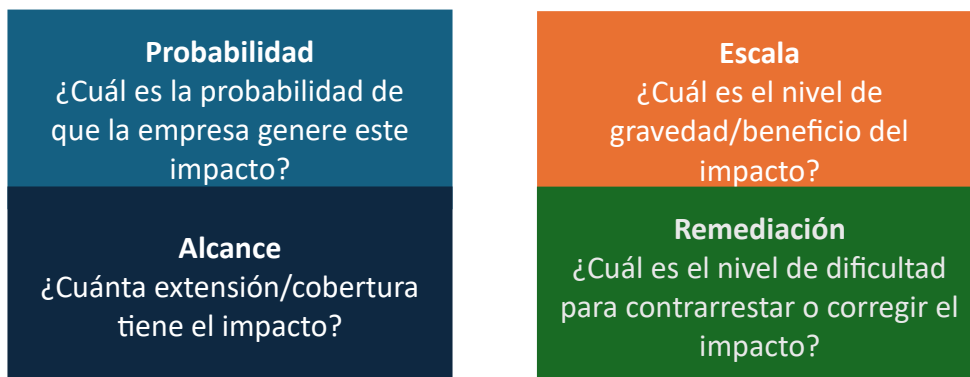 Probabilidad
¿Cuál es la probabilidad de
que la empresa genere este
impacto?
Escala
¿Cuál es el nivel de
gravedad/beneficio del
impacto?
Alcance
¿Cuánta extensión/cobertura
tiene el impacto?
Remediación
¿Cuál es el nivel de dificultad
para contrarrestar o corregir el
impacto?